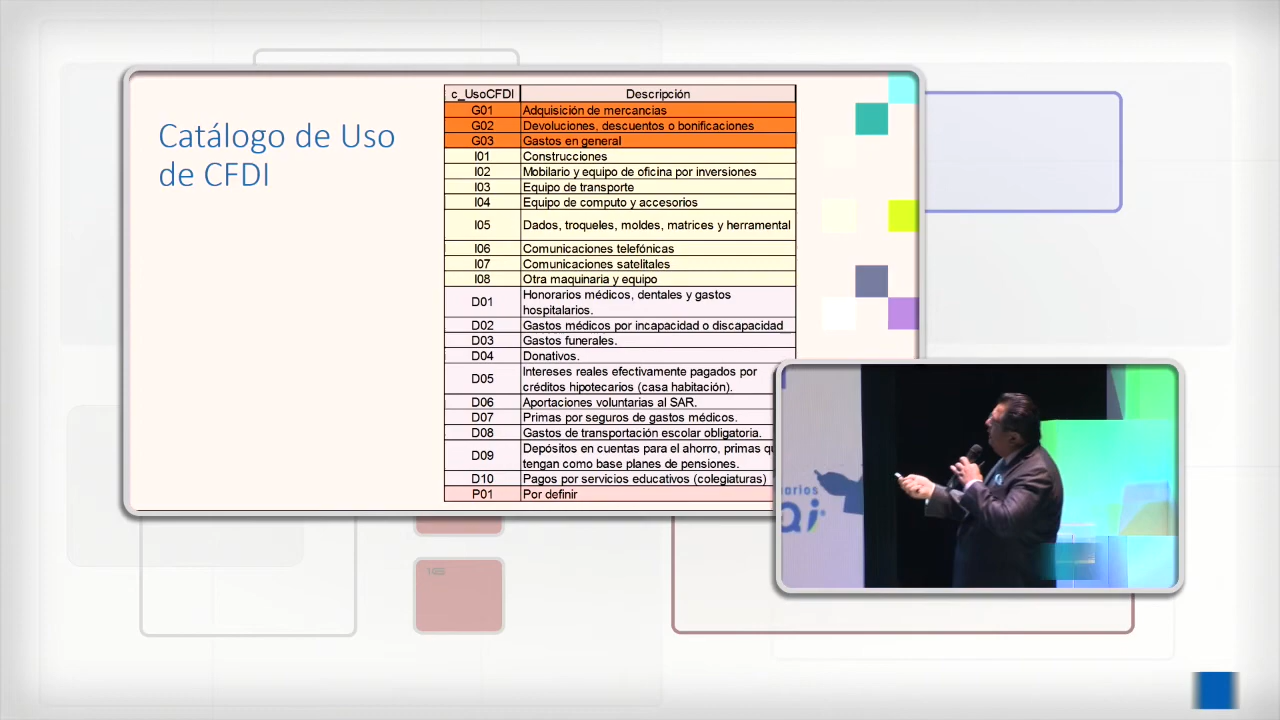 Catálogo de Uso
de CFDI
c_UsoCFDI Descripción
G01 Adquisición de mercancias
G02 Devoluciones, descuentos o bonificaciones
G03 Gastos en general
I01 Construcciones
I02 Mobilario y equipo de oficina por inversiones
I03 Equipo de transporte
I04 Equipo de computo y accesorios
I05 Dados, troqueles, moldes, matrices y herramental
I06 Comunicaciones telefónicas
I07 Comunicaciones satelitales
I08 Otra maquinaria y equipo
D01 Honorarios médicos, dentales y gastos
hospitalarios.
D02 Gastos médicos por incapacidad o discapacidad
D03 Gastos funerales.
D04 Donativos.
D05 Intereses reales efectivamente pagados por
créditos hipotecarios (casa habitación).
D06 Aportaciones voluntarias al SAR.
D07 Primas por seguros de gastos médicos.
D08 Gastos de transportación escolar obligatoria.
D09 Depósitos en cuentas para el ahorro, primas qu
tengan como base planes de pensiones.
D10 Pagos por servicios educativos (colegiaturas)
P01 Por definir
arios
Qi